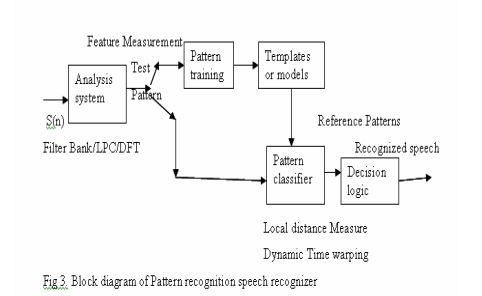 Feature Measurement
Test
Pattern
Analysis
system
Pattern
training
Templates
or models
S(n)
Filter Bank/LPC/DFT
Reference Patterns
Pattern
classifier
Recognized speech
Decision
logic
Local distance Measure
Dynamic Time warping
Fig 3. Block diagram of Pattern recognition speech recognizer